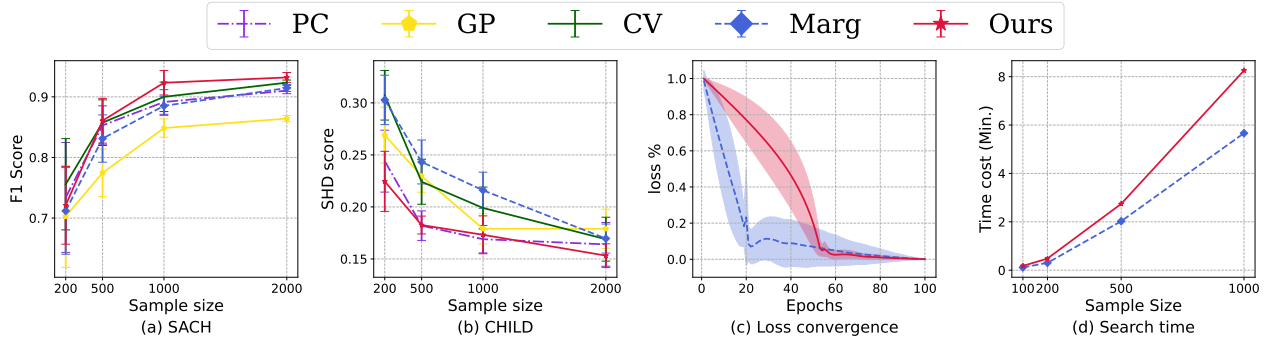 PC GP CV Marg Ours
F1 Score
0.9
0.8
0.7
200 500 1000 2000
Sample size
(a) SACH
SHD score
0.30
0.25
0.20
0.15
200 500 1000 2000
Sample size
(b) CHILD
loss %
1.0
0.8
0.6
0.4
0.2
0.0
0 20 40 60 80 100
Epochs
(c) Loss convergence
Time cost (Min.)
8
6
4
2
0
100 200 500 1000
Sample Size
(d) Search time